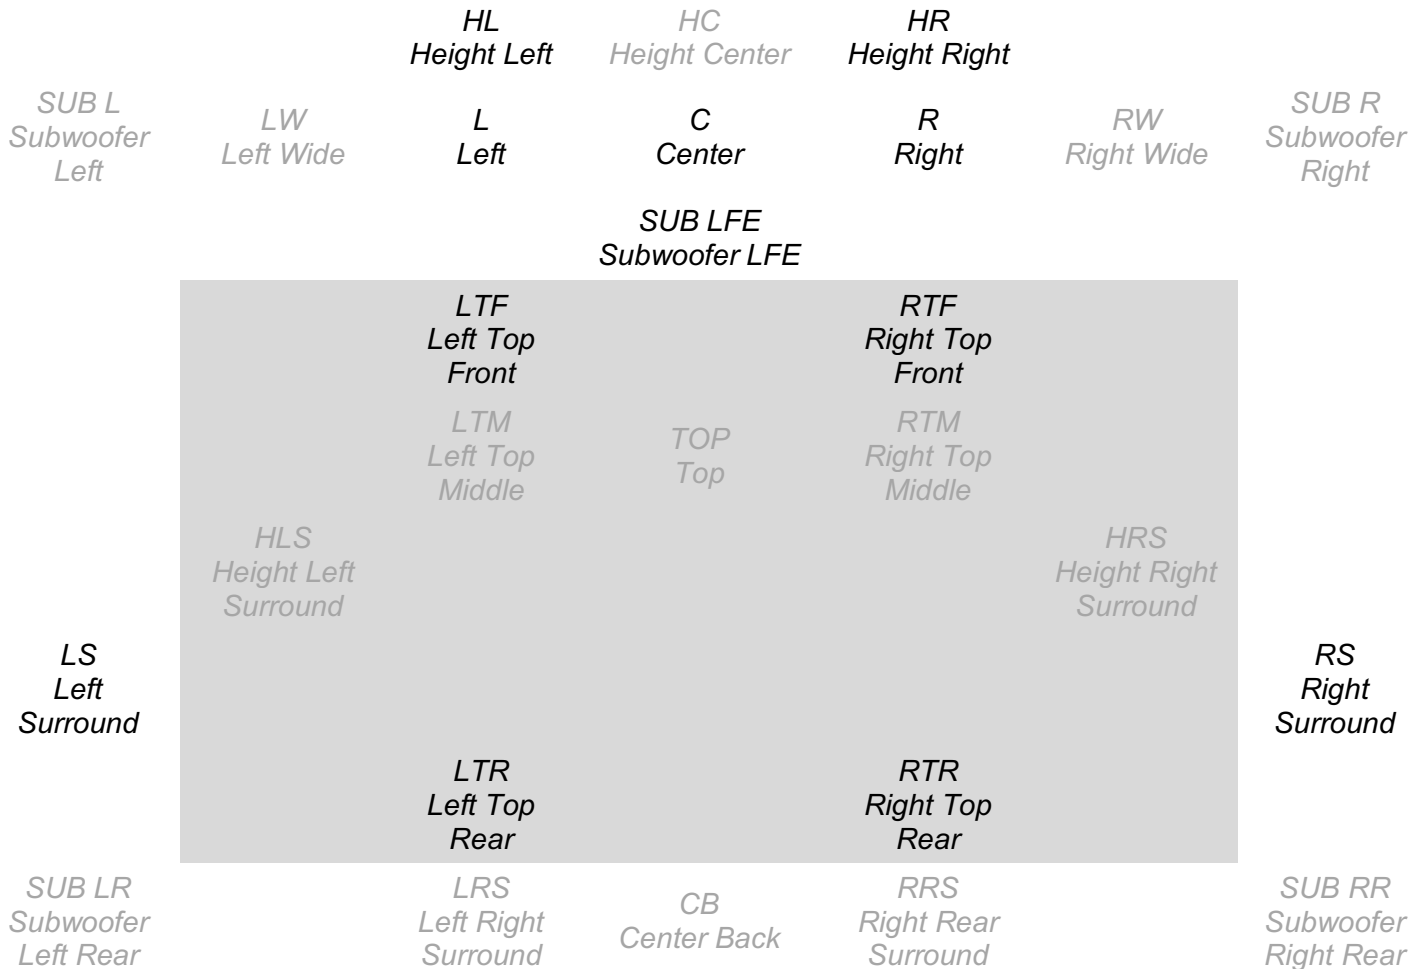 HL
Height Left
HC
Height Center
HR
Height Right
SUB L
Subwoofer
Left
LW
Left Wide
L
Left
C
Center
R
Right
RW
Right Wide
SUB R
Subwoofer
Right
SUB LFE
Subwoofer LFE
LTF
Left Top
Front
RTF
Right Top
Front
LTM
Left Top
Middle
TOP
Top
RTM
Right Top
Middle
HLS
Height Left
Surround
HRS
Height Right
Surround
LS
Left
Surround
RS
Right
Surround
LTR
Left Top
Rear
RTR
Right Top
Rear
SUB LR
Subwoofer
Left Rear
LRS
Left Right
Surround
CB
Center Back
RRS
Right Rear
Surround
SUB RR
Subwoofer
Right Rear